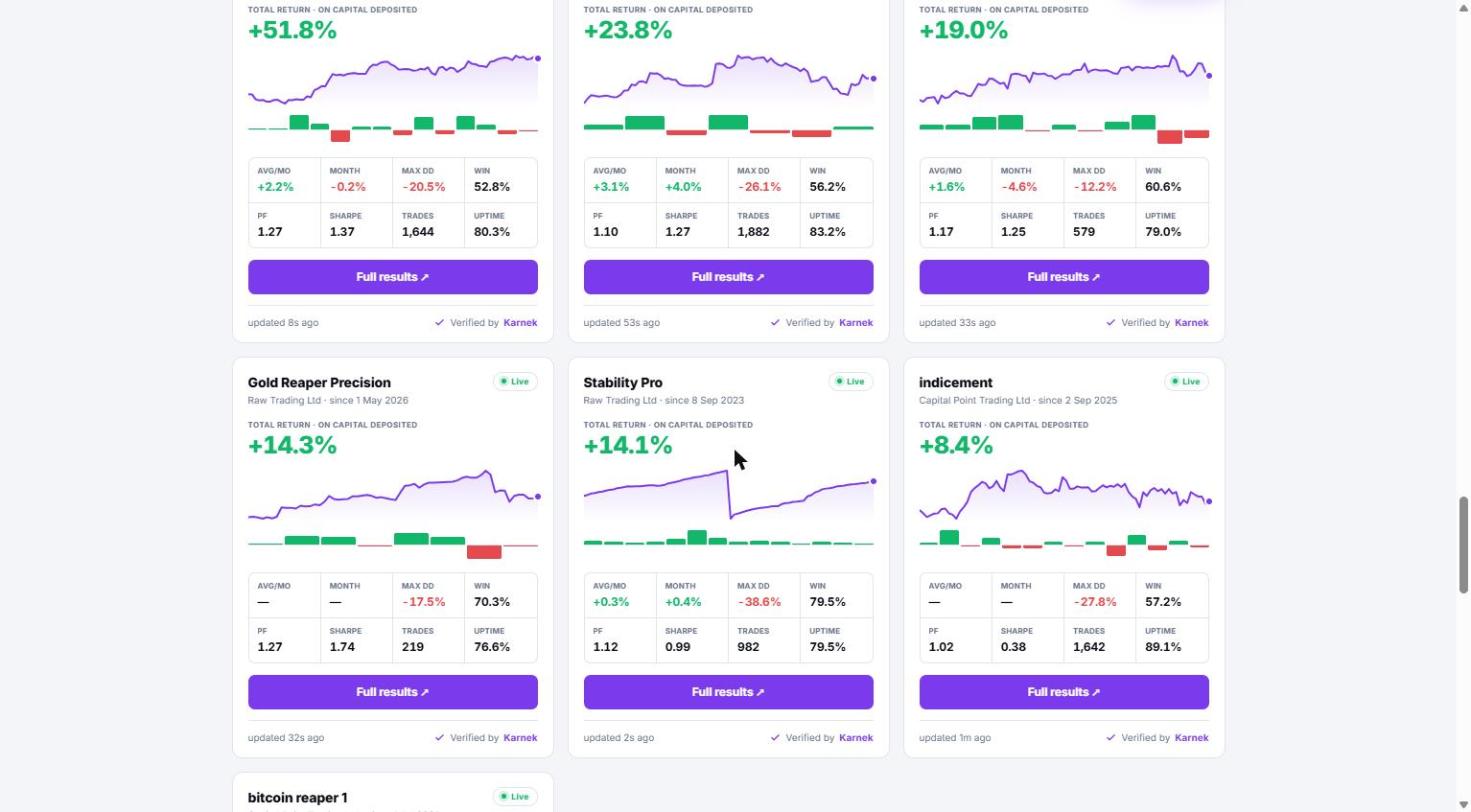 TOTAL RETURN · ON CAPITAL DEPOSITED
+51.8%
AVG/MO MONTH MAX DD WIN
+2.2% -0.2% -20.5% 52.8%
PF SHARPE TRADES UPTIME
1.27 1.37 1,644 80.3%
Full results ↗
updated 8s ago ✓ Verified by Karnek
TOTAL RETURN · ON CAPITAL DEPOSITED
+23.8%
AVG/MO MONTH MAX DD WIN
+3.1% +4.0% -26.1% 56.2%
PF SHARPE TRADES UPTIME
1.10 1.27 1,882 83.2%
Full results ↗
updated 53s ago ✓ Verified by Karnek
TOTAL RETURN · ON CAPITAL DEPOSITED
+19.0%
AVG/MO MONTH MAX DD WIN
+1.6% -4.6% -12.2% 60.6%
PF SHARPE TRADES UPTIME
1.17 1.25 579 79.0%
Full results ↗
updated 33s ago ✓ Verified by Karnek
Gold Reaper Precision Live
Raw Trading Ltd · since 1 May 2026
TOTAL RETURN · ON CAPITAL DEPOSITED
+14.3%
AVG/MO MONTH MAX DD WIN
— — -17.5% 70.3%
PF SHARPE TRADES UPTIME
1.27 1.74 219 76.6%
Full results ↗
updated 32s ago ✓ Verified by Karnek
Stability Pro Live
Raw Trading Ltd · since 8 Sep 2023
TOTAL RETURN · ON CAPITAL DEPOSITED
+14.1%
AVG/MO MONTH MAX DD WIN
+0.3% +0.4% -38.6% 79.5%
PF SHARPE TRADES UPTIME
1.12 0.99 982 79.5%
Full results ↗
updated 2s ago ✓ Verified by Karnek
indicement Live
Capital Point Trading Ltd · since 2 Sep 2025
TOTAL RETURN · ON CAPITAL DEPOSITED
+8.4%
AVG/MO MONTH MAX DD WIN
— — -27.8% 57.2%
PF SHARPE TRADES UPTIME
1.02 0.38 1,642 89.1%
Full results ↗
updated 1m ago ✓ Verified by Karnek
bitcoin reaper 1 Live